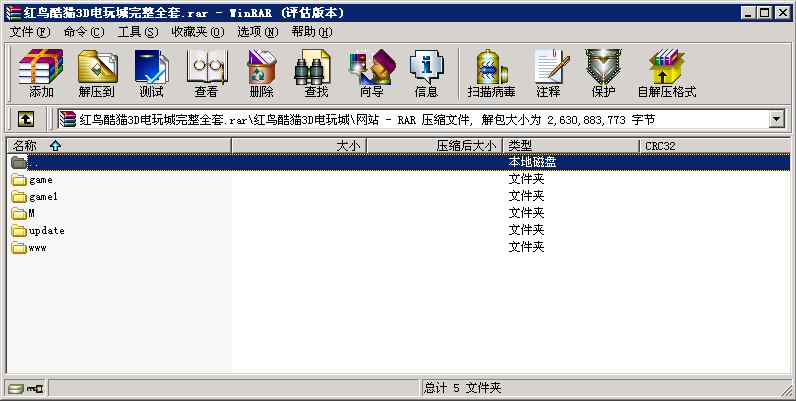 红鸟酷猫3D电玩城完整全套.rar - WinRAR (评估版本)
文件(F) 命令(C) 工具(S) 收藏夹(O) 选项(N) 帮助(H)
添加 解压到 测试 查看 删除 查找 向导 信息 扫描病毒 注释 保护 自解压格式
红鸟酷猫3D电玩城完整全套.rar\红鸟酷猫3D电玩城\网站 - RAR 压缩文件, 解包大小为 2,630,883,773 字节
名称 大小 压缩后大小 类型 CRC32
.. 本地磁盘
game 文件夹
game1 文件夹
M 文件夹
update 文件夹
www 文件夹
总计 5 文件夹